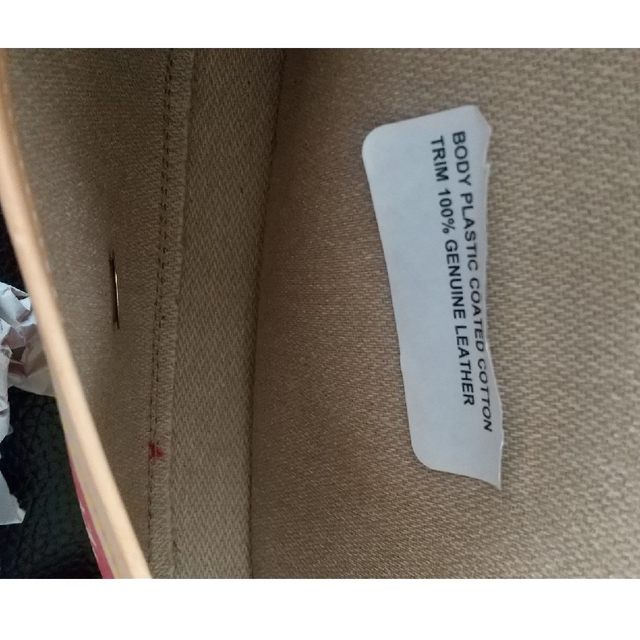 BODY PLASTIC COATED COTTON
TRIM 100% GENUINE LEATHER